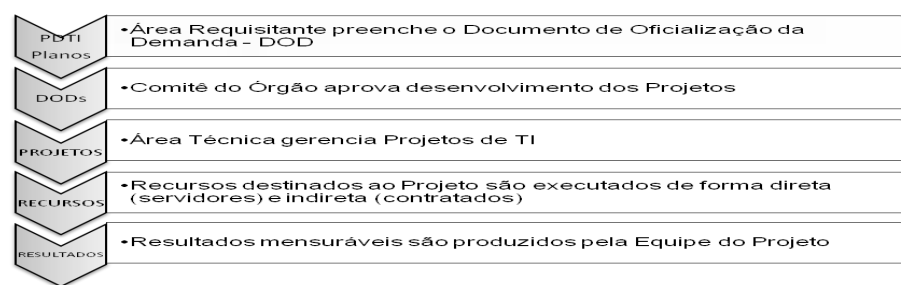 PDTI
Planos
•Área Requisitante preenche o Documento de Oficialização da
Demanda - DOD
DODs
•Comitê do Órgão aprova desenvolvimento dos Projetos
PROJETOS
•Área Técnica gerencia Projetos de TI
RECURSOS
•Recursos destinados ao Projeto são executados de forma direta
(servidores) e indireta (contratados)
RESULTADOS
•Resultados mensuráveis são produzidos pela Equipe do Projeto